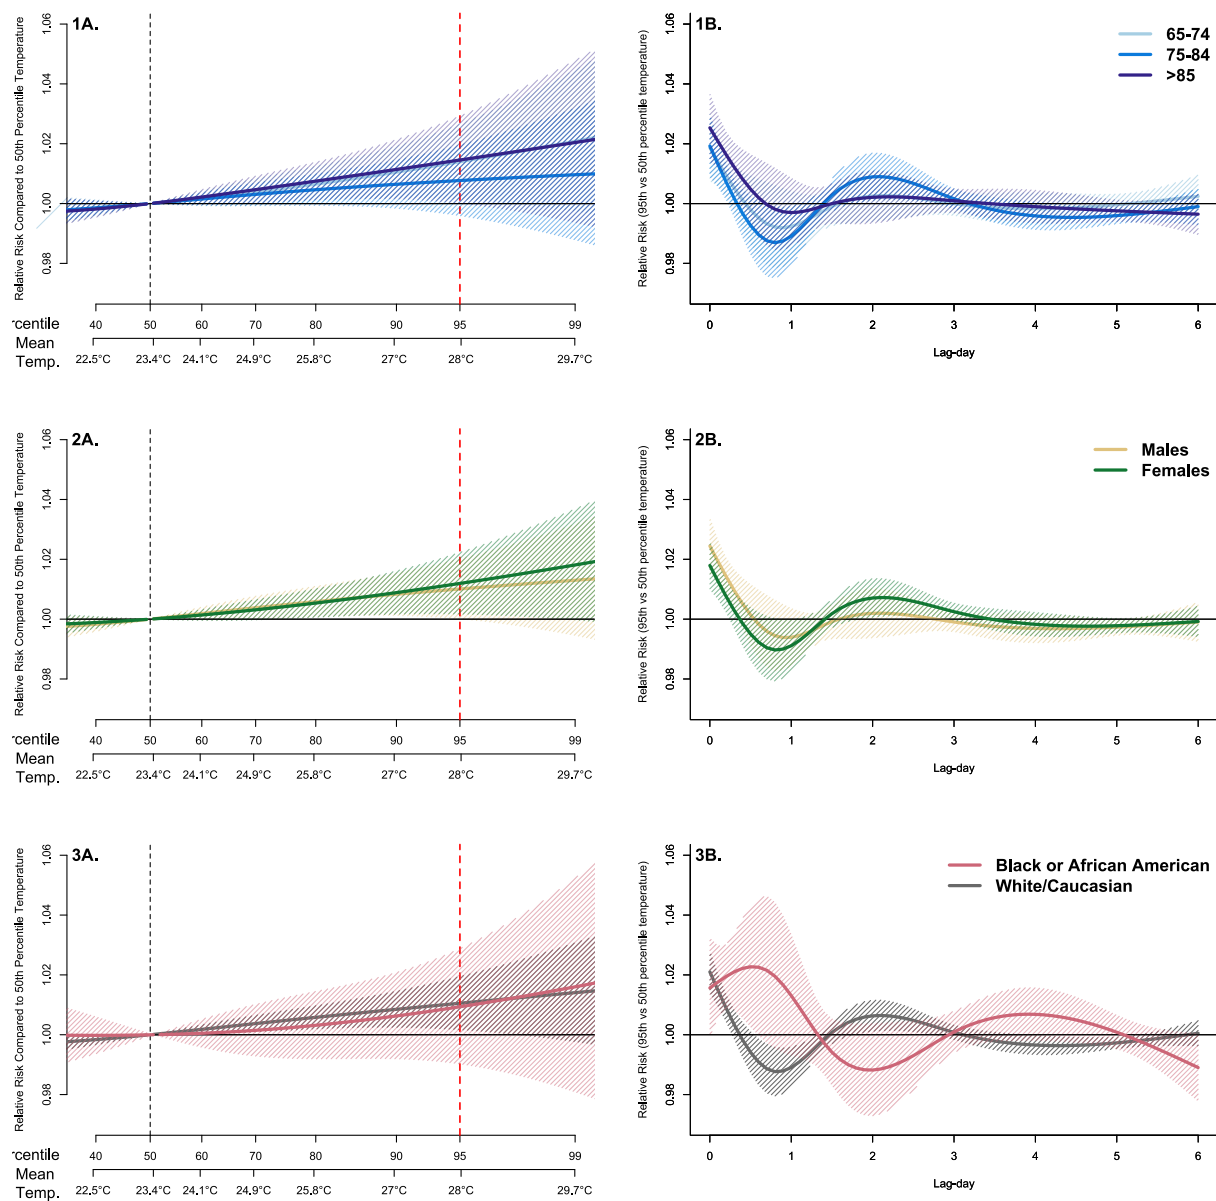 1A.
Relative Risk Compared to 50th Percentile Temperature
0.98 1.00 1.02 1.04 1.06
rcentile 40 50 60 70 80 90 95 99
Mean
Temp. 22.5°C 23.4°C 24.1°C 24.9°C 25.8°C 27°C 28°C 29.7°C
1B.
65-74
75-84
>85
Relative Risk (95th vs 50th percentile temperature)
0.98 1.00 1.02 1.04 1.06
0 1 2 3 4 5 6
Lag-day
2A.
Relative Risk Compared to 50th Percentile Temperature
0.98 1.00 1.02 1.04 1.06
rcentile 40 50 60 70 80 90 95 99
Mean
Temp. 22.5°C 23.4°C 24.1°C 24.9°C 25.8°C 27°C 28°C 29.7°C
2B.
Males
Females
Relative Risk (95th vs 50th percentile temperature)
0.98 1.00 1.02 1.04 1.06
0 1 2 3 4 5 6
Lag-day
3A.
Relative Risk Compared to 50th Percentile Temperature
0.98 1.00 1.02 1.04 1.06
rcentile 40 50 60 70 80 90 95 99
Mean
Temp. 22.5°C 23.4°C 24.1°C 24.9°C 25.8°C 27°C 28°C 29.7°C
3B.
Black or African American
White/Caucasian
Relative Risk (95th vs 50th percentile temperature)
0.98 1.00 1.02 1.04 1.06
0 1 2 3 4 5 6
Lag-day